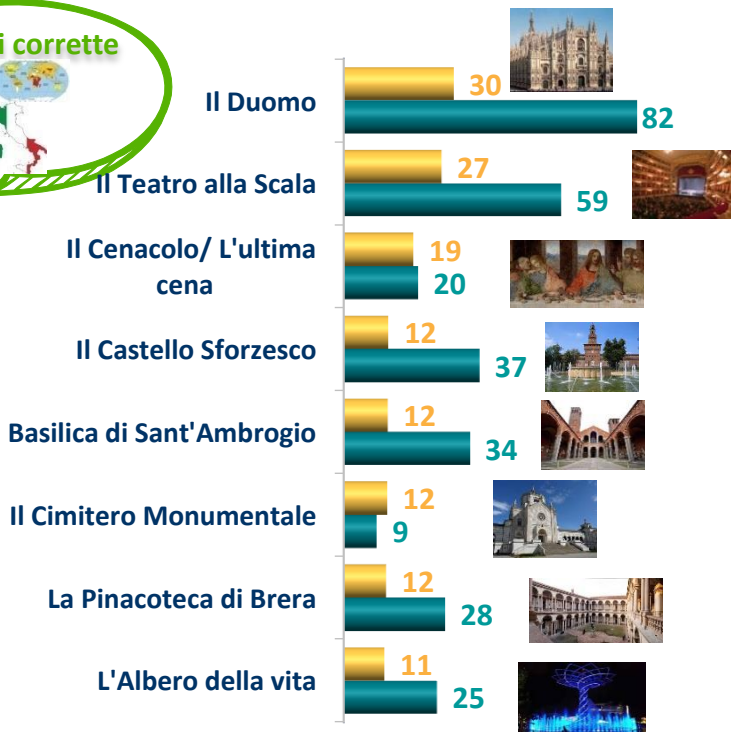 i corrette
Il Duomo
30
82
Il Teatro alla Scala
27
59
Il Cenacolo/ L'ultima
cena
19
20
Il Castello Sforzesco
12
37
Basilica di Sant'Ambrogio
12
34
Il Cimitero Monumentale
12
9
La Pinacoteca di Brera
12
28
L'Albero della vita
11
25